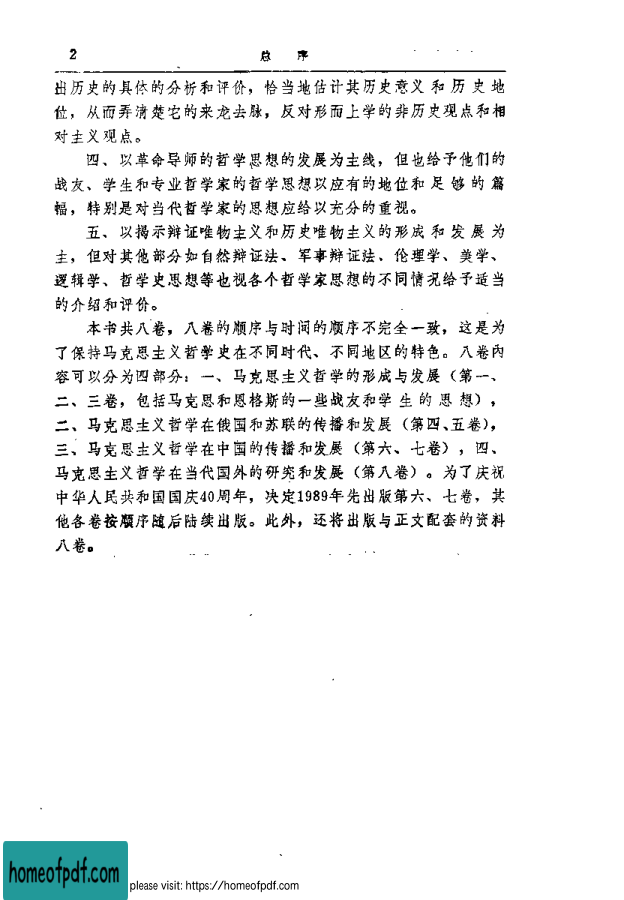 2
总 序
出历史的具体的分析和评价，恰当地估计其历史意义和历史地
位，从而弄清楚它的来龙去脉，反对形而上学的非历史观点和相
对主义观点。
四、以革命导师的哲学思想的发展为主线，但也给予他们的
战友、学生和专业哲学家的哲学思想以应有的地位和足够的篇
幅，特别是对当代哲学家的思想应给以充分的重视。
五、以揭示辩证唯物主义和历史唯物主义的形成和发展为
主，但对其他部分如自然辩证法、军事辩证法、伦理学、美学、
逻辑学、哲学史思想等也视各个哲学家思想的不同情况给予适当
的介绍和评价。
本书共八卷，八卷的顺序与时间的顺序不完全一致，这是为
了保持马克思主义哲学史在不同时代、不同地区的特色。八卷内
容可以分为四部分：一、马克思主义哲学的形成与发展（第一、
二、三卷，包括马克思和恩格斯的一些战友和学生的思想），
二、马克思主义哲学在俄国和苏联的传播和发展（第四、五卷），
三、马克思主义哲学在中国的传播和发展（第六、七卷），四、
马克思主义哲学在当代国外的研究和发展（第八卷）。为了庆祝
中华人民共和国国庆40周年，决定1989年先出版第六、七卷，其
他各卷按顺序随后陆续出版。此外，还将出版与正文配套的资料
八卷。
homeofpdf.com
please visit: https://homeofpdf.com